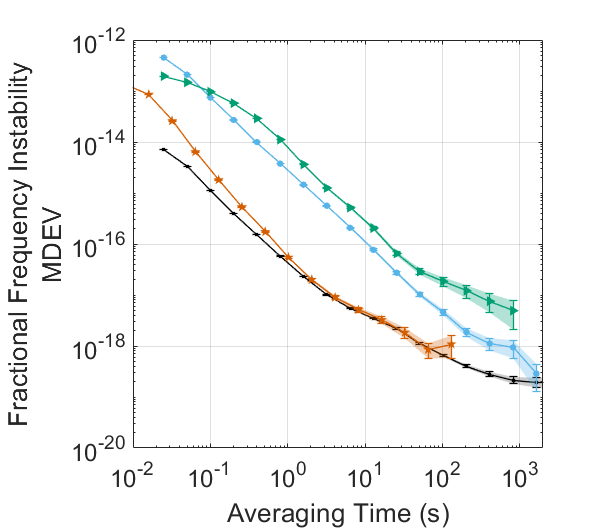 Fractional Frequency Instability
MDEV
10^-12
10^-14
10^-16
10^-18
10^-20
10^-2 10^-1 10^0 10^1 10^2 10^3
Averaging Time (s)